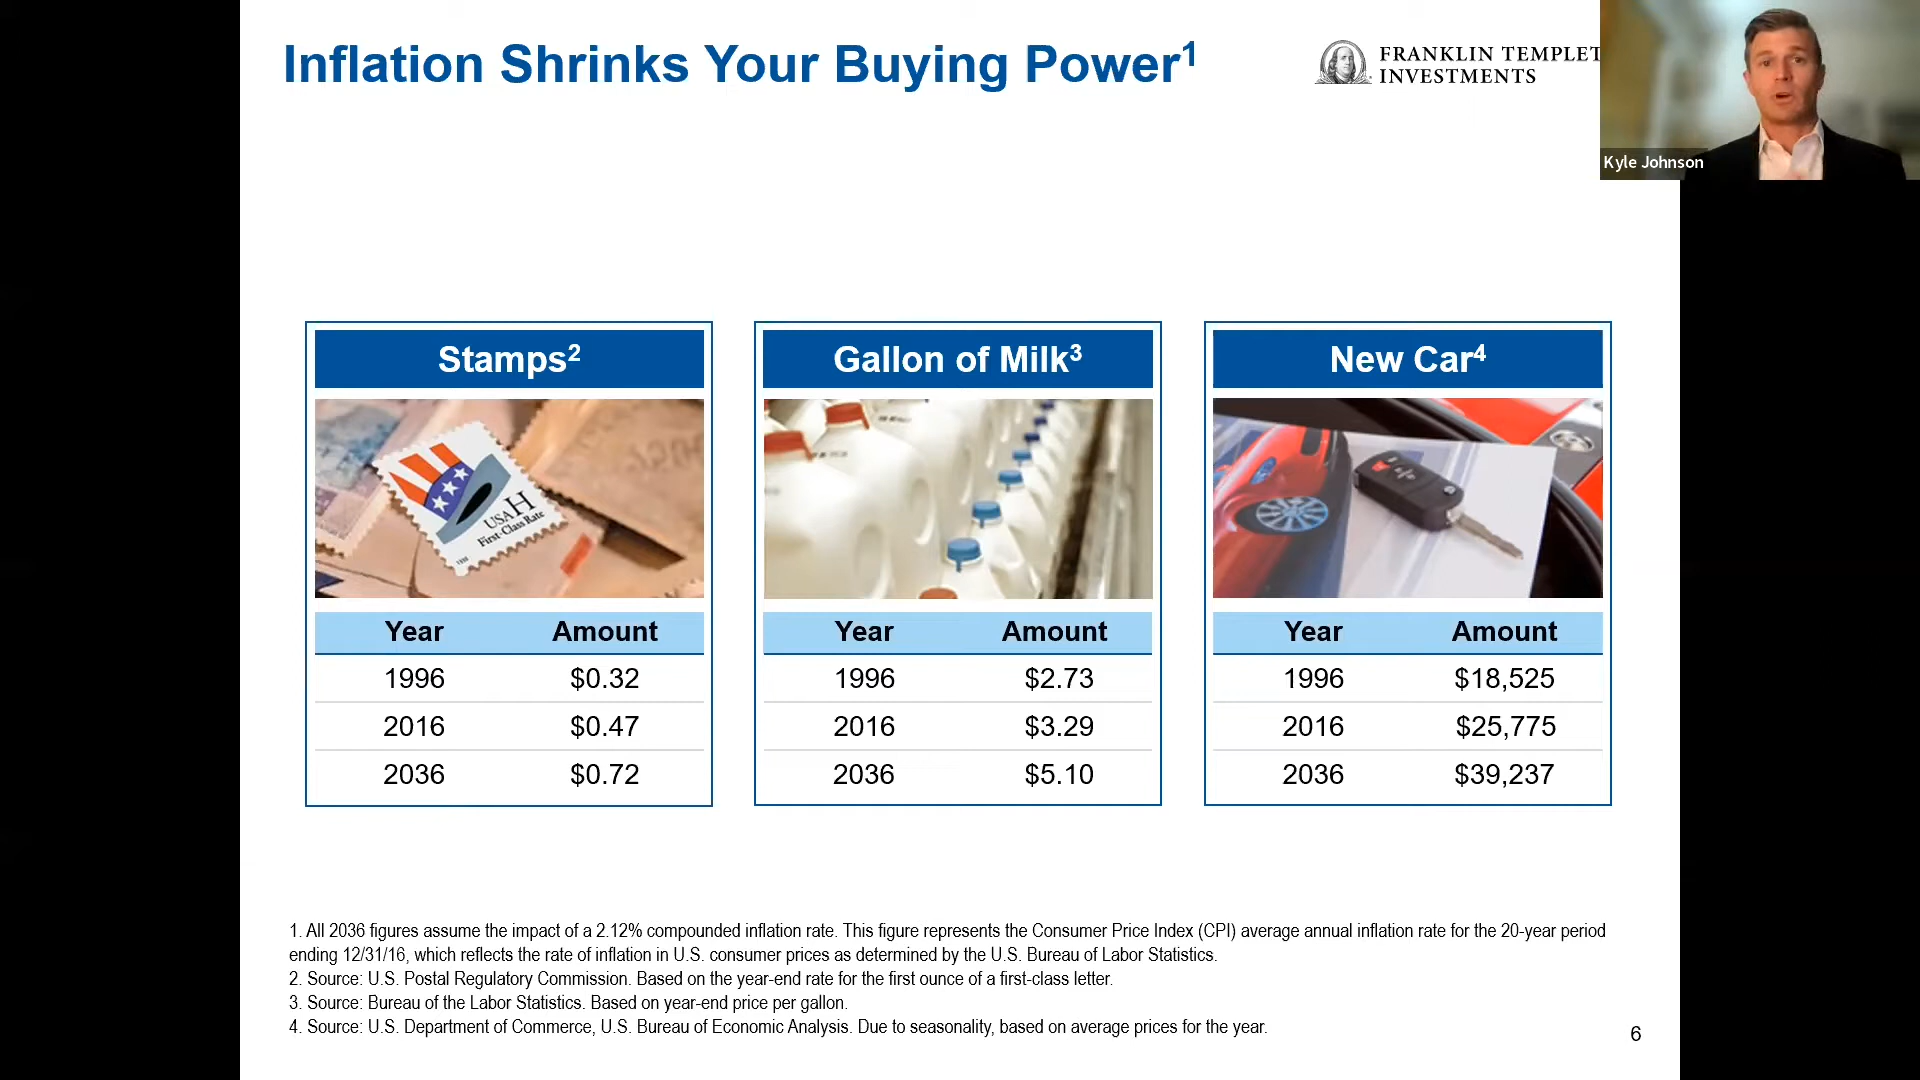 Inflation Shrinks Your Buying Power1
FRANKLIN TEMPLET
INVESTMENTS
Kyle Johnson
Stamps2
USAH
First-Class Rate
Year Amount
1996 $0.32
2016 $0.47
2036 $0.72
Gallon of Milk3
Year Amount
1996 $2.73
2016 $3.29
2036 $5.10
New Car4
Year Amount
1996 $18,525
2016 $25,775
2036 $39,237
1. All 2036 figures assume the impact of a 2.12% compounded inflation rate. This figure represents the Consumer Price Index (CPI) average annual inflation rate for the 20-year period
ending 12/31/16, which reflects the rate of inflation in U.S. consumer prices as determined by the U.S. Bureau of Labor Statistics.
2. Source: U.S. Postal Regulatory Commission. Based on the year-end rate for the first ounce of a first-class letter.
3. Source: Bureau of the Labor Statistics. Based on year-end price per gallon.
4. Source: U.S. Department of Commerce, U.S. Bureau of Economic Analysis. Due to seasonality, based on average prices for the year.
6